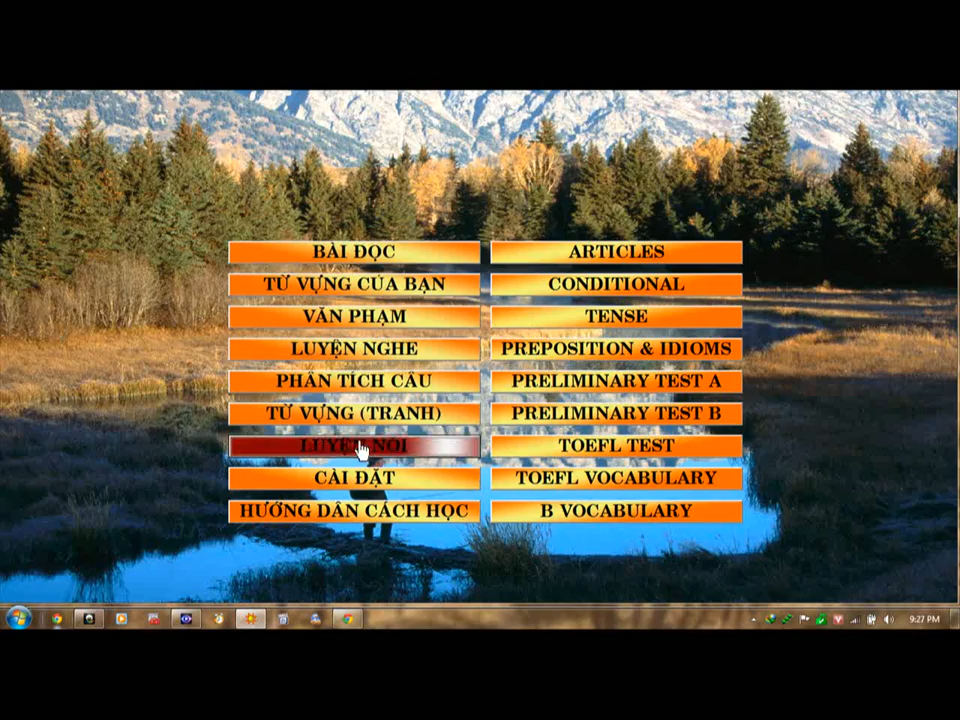 BÀI ĐỌC
TỪ VỰNG CỦA BẠN
VĂN PHẠM
LUYỆN NGHE
PHÂN TÍCH CÂU
TỪ VỰNG (TRANH)
LUYỆN NÓI
CÀI ĐẶT
HƯỚNG DẪN CÁCH HỌC
ARTICLES
CONDITIONAL
TENSE
PREPOSITION & IDIOMS
PRELIMINARY TEST A
PRELIMINARY TEST B
TOEFL TEST
TOEFL VOCABULARY
B VOCABULARY
9:27 PM